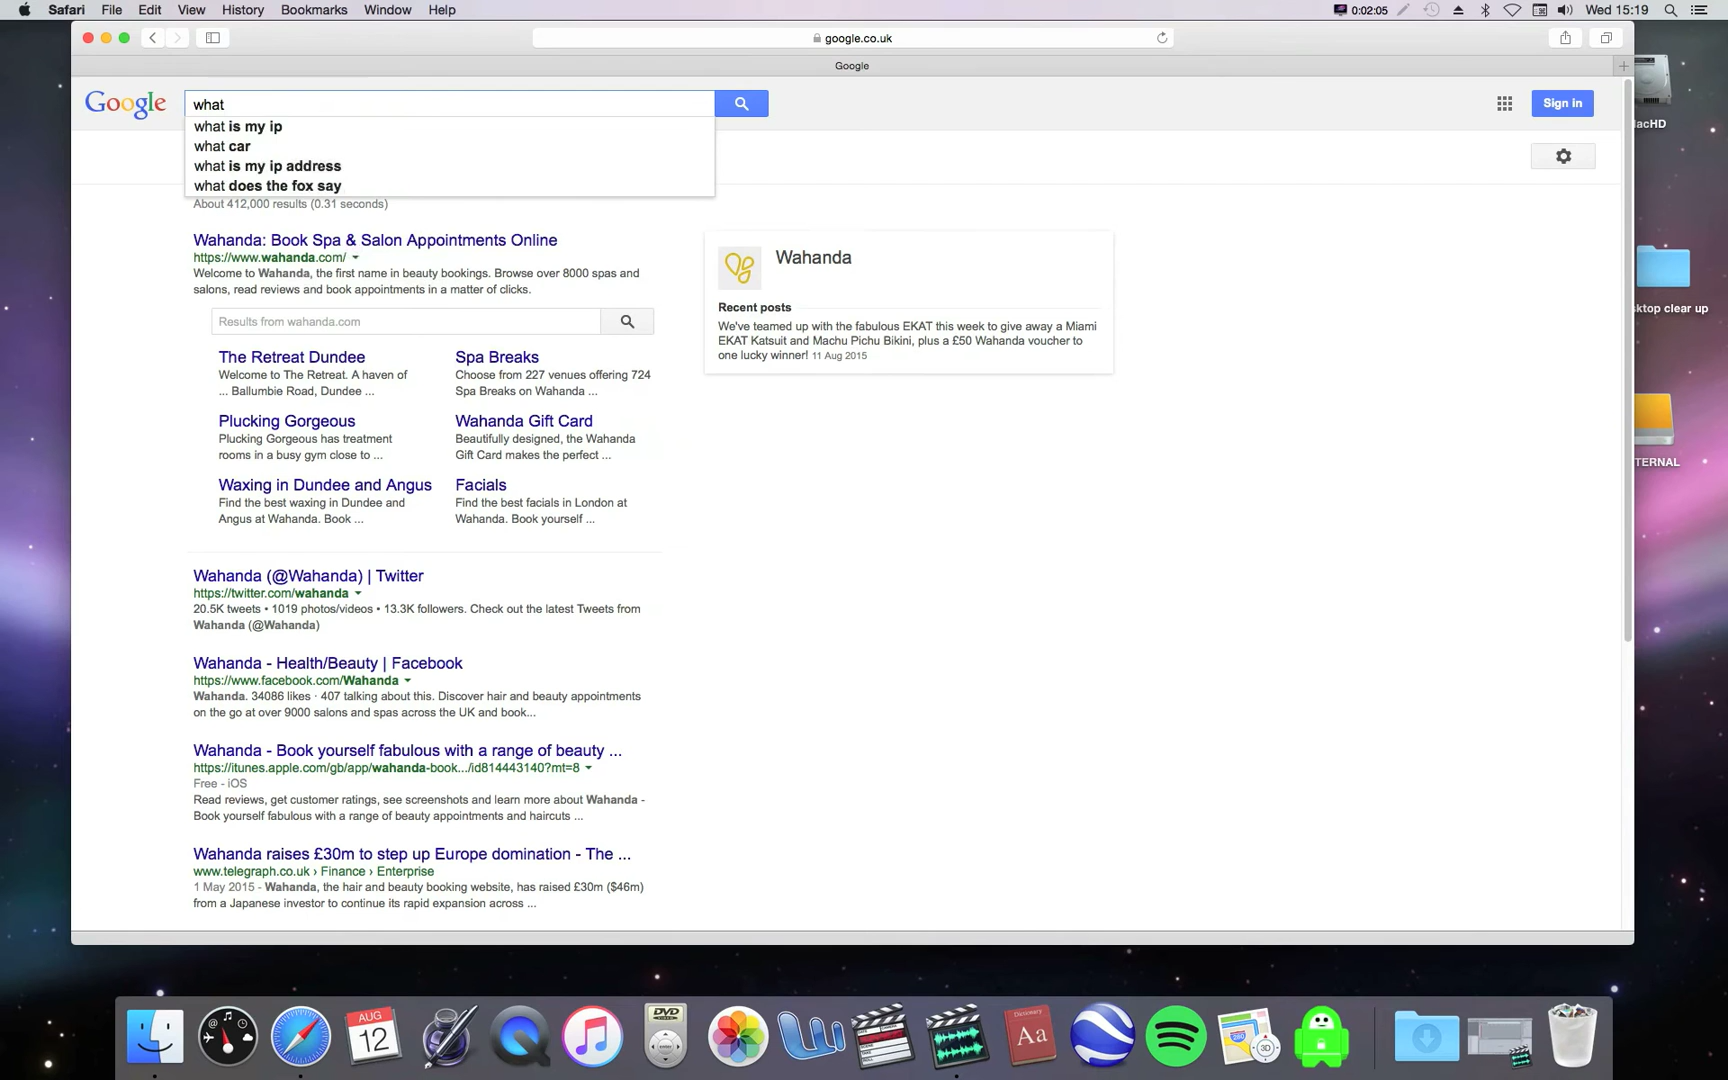 Safari File Edit View History Bookmarks Window Help 0:02:05 Wed 15:19
google.co.uk
Google
Google what Sign in
what is my ip
what car
what is my ip address
what does the fox say
About 412,000 results (0.31 seconds)
Wahanda: Book Spa & Salon Appointments Online
https://www.wahanda.com/
Welcome to Wahanda, the first name in beauty bookings. Browse over 8000 spas and
salons, read reviews and book appointments in a matter of clicks.
Results from wahanda.com
The Retreat Dundee
Welcome to The Retreat. A haven of
... Ballumbie Road, Dundee ...
Spa Breaks
Choose from 227 venues offering 724
Spa Breaks on Wahanda ...
Plucking Gorgeous
Plucking Gorgeous has treatment
rooms in a busy gym close to ...
Wahanda Gift Card
Beautifully designed, the Wahanda
Gift Card makes the perfect ...
Waxing in Dundee and Angus
Find the best waxing in Dundee and
Angus at Wahanda. Book ...
Facials
Find the best facials in London at
Wahanda. Book yourself ...
Wahanda (@Wahanda) | Twitter
https://twitter.com/wahanda
20.5K tweets • 1019 photos/videos • 13.3K followers. Check out the latest Tweets from
Wahanda (@Wahanda)
Wahanda - Health/Beauty | Facebook
https://www.facebook.com/Wahanda
Wahanda. 34086 likes · 407 talking about this. Discover hair and beauty appointments
on the go at over 9000 salons and spas across the UK and book...
Wahanda - Book yourself fabulous with a range of beauty ...
https://itunes.apple.com/gb/app/wahanda-book.../id814443140?mt=8
Free - iOS
Read reviews, get customer ratings, see screenshots and learn more about Wahanda -
Book yourself fabulous with a range of beauty appointments and haircuts ...
Wahanda raises £30m to step up Europe domination - The ...
www.telegraph.co.uk › Finance › Enterprise
1 May 2015 - Wahanda, the hair and beauty booking website, has raised £30m ($46m)
from a Japanese investor to continue its rapid expansion across ...
Wahanda
Recent posts
We've teamed up with the fabulous EKAT this week to give away a Miami
EKAT Katsuit and Machu Pichu Bikini, plus a £50 Wahanda voucher to
one lucky winner! 11 Aug 2015
lacHD
sktop clear up
TERNAL
AUG
12
DVD
Aa
280
3D